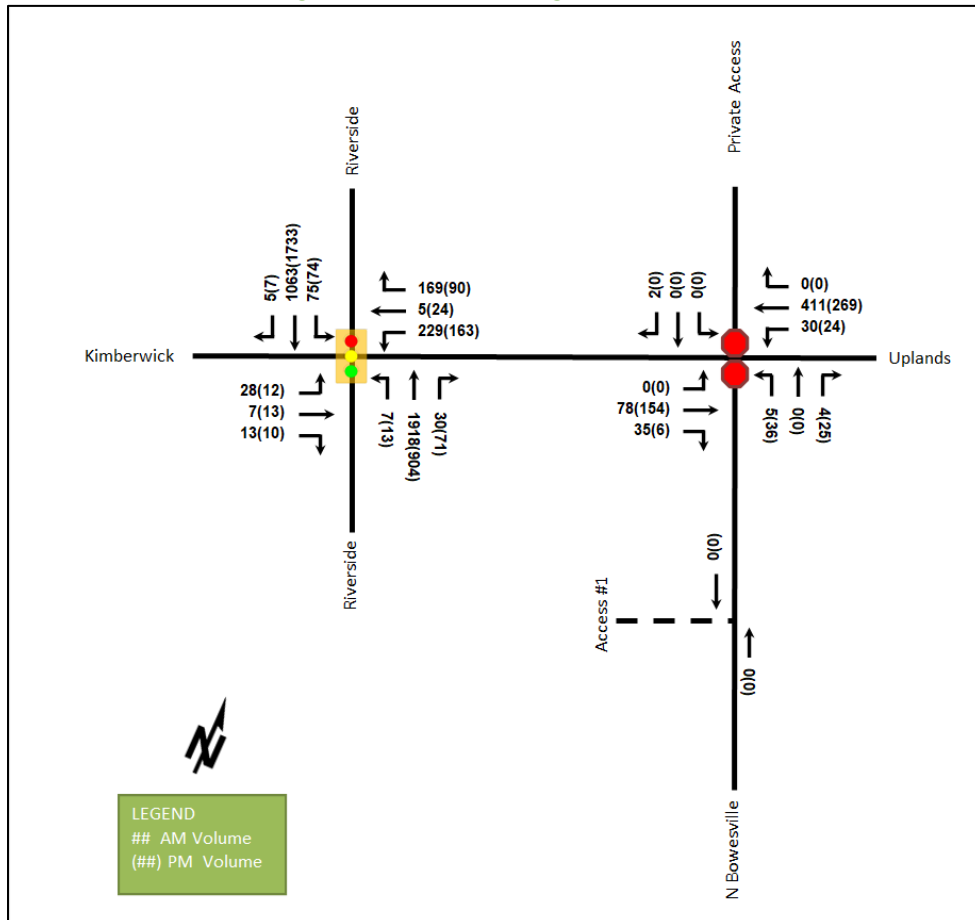 Private Access
Riverside
5(7)
1063(1733)
75(74)
169(90)
5(24)
229(163)
2(0)
0(0)
0(0)
0(0)
411(269)
30(24)
Kimberwick
Uplands
28(12)
7(13)
13(10)
7(13)
1918(904)
30(71)
0(0)
78(154)
35(6)
5(36)
0(0)
4(25)
Riverside
0(0)
Access #1
0(0)
N
LEGEND
## AM Volume
(##) PM Volume
N Bowesville